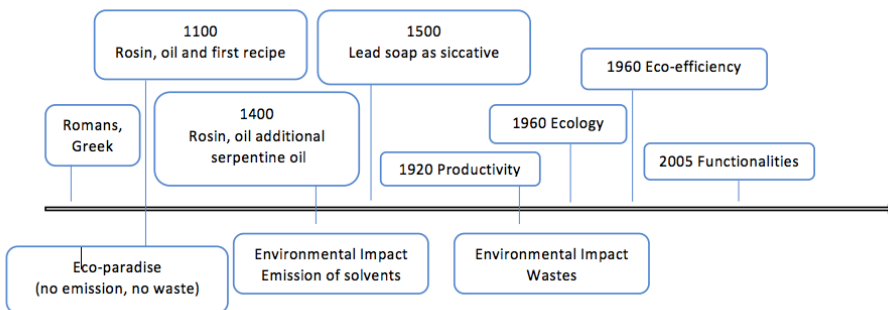 1100
Rosin, oil and first recipe
1500
Lead soap as siccative
1960 Eco-efficiency
Romans,
Greek
1400
Rosin, oil additional
serpentine oil
1960 Ecology
1920 Productivity
2005 Functionalities
Eco-paradise
(no emission, no waste)
Environmental Impact
Emission of solvents
Environmental Impact
Wastes